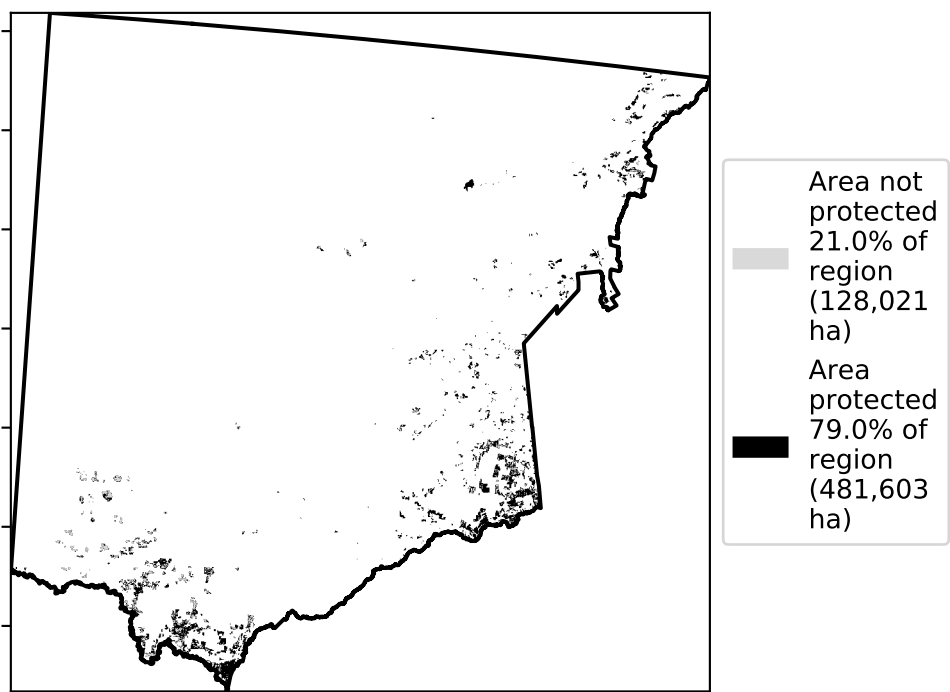 Area not
protected
21.0% of
region
(128,021
ha)
Area
protected
79.0% of
region
(481,603
ha)